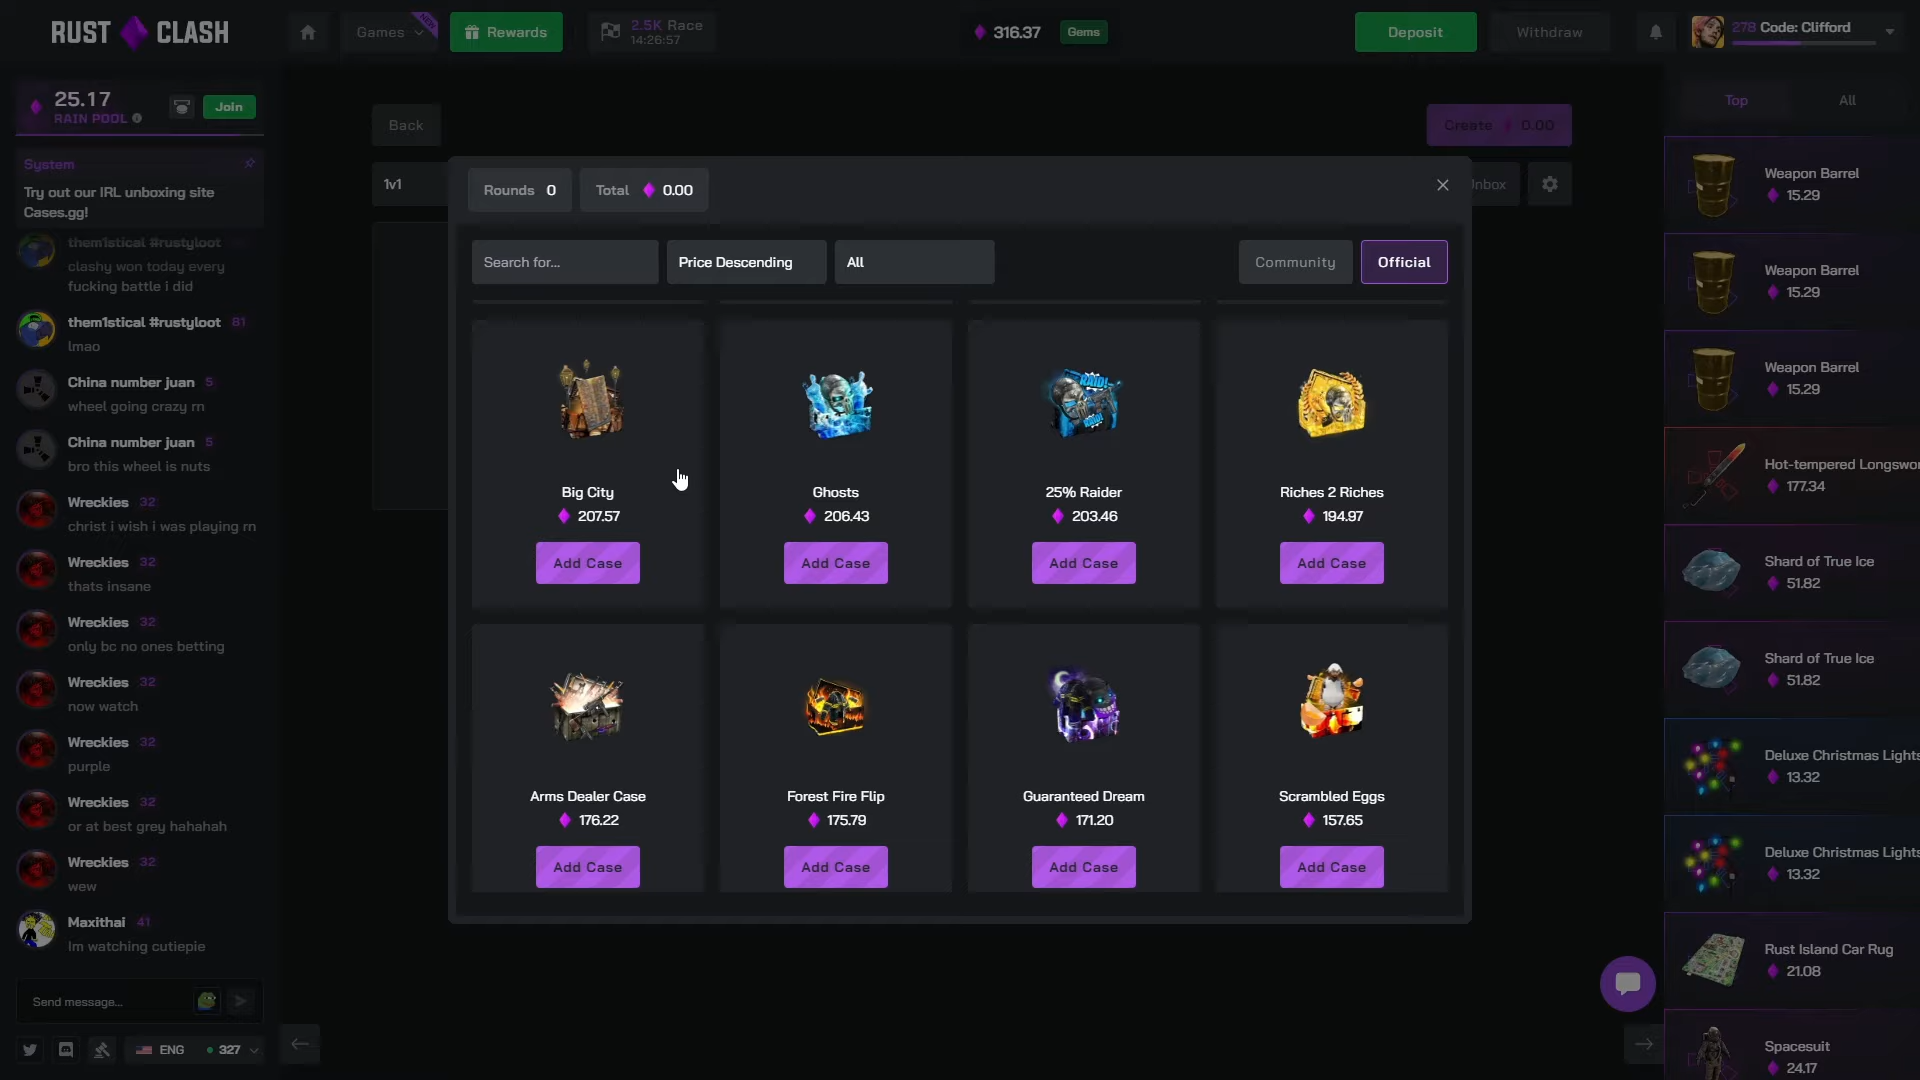 RUST CLASH
Games
NEW
Rewards
2.5K Race
14:26:57
316.37
Gems
Deposit
Withdraw
278 Code: Clifford
25.17
RAIN POOL
Join
System
Try out our IRL unboxing site
Cases.gg!
them1stical #rustyloot
clashy won today every
fucking battle i did
them1stical #rustyloot 81
lmao
China number juan 5
wheel going crazy rn
China number juan 5
bro this wheel is nuts
Wreckies 32
christ i wish i was playing rn
Wreckies 32
thats insane
Wreckies 32
only bc no ones betting
Wreckies 32
now watch
Wreckies 32
purple
Wreckies 32
or at best grey hahahah
Wreckies 32
wew
Maxithai 41
Im watching cutiepie
Send message...
ENG
327
Back
Create 0.00
1v1
Unbox
Rounds 0
Total 0.00
Search for...
Price Descending
All
Community
Official
Big City
207.57
Add Case
Ghosts
206.43
Add Case
RAID!
RAID!
25% Raider
203.46
Add Case
Riches 2 Riches
194.97
Add Case
Arms Dealer Case
176.22
Add Case
Forest Fire Flip
175.79
Add Case
Guaranteed Dream
171.20
Add Case
Scrambled Eggs
157.65
Add Case
Top
All
Weapon Barrel
15.29
Weapon Barrel
15.29
Weapon Barrel
15.29
Hot-tempered Longswo
177.34
Shard of True Ice
51.82
Shard of True Ice
51.82
Deluxe Christmas Lights
13.32
Deluxe Christmas Lights
13.32
Rust Island Car Rug
21.08
Spacesuit
24.17